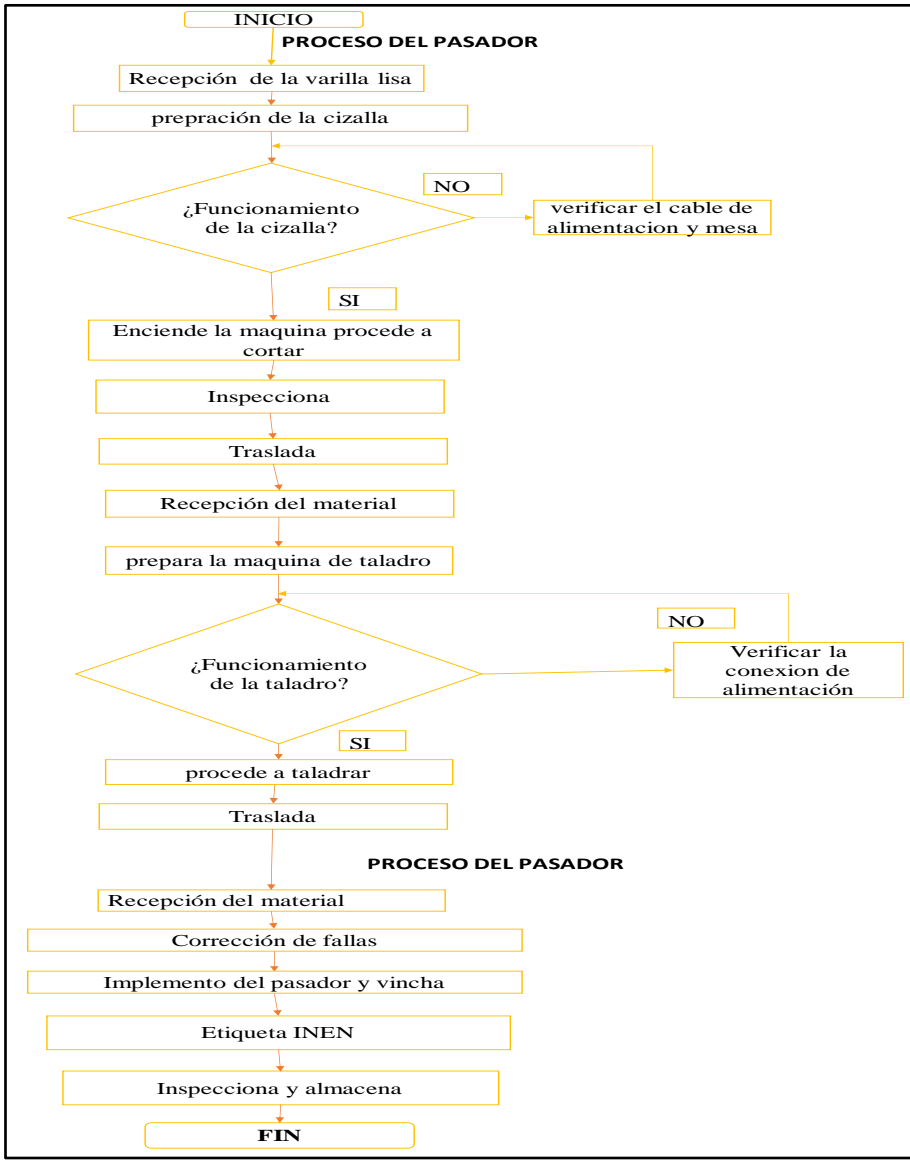 INICIO
PROCESO DEL PASADOR
Recepción de la varilla lisa
prepración de la cizalla
¿Funcionamiento
de la cizalla?
NO
verificar el cable de
alimentacion y mesa
SI
Enciende la maquina procede a
cortar
Inspecciona
Traslada
Recepción del material
prepara la maquina de taladro
¿Funcionamiento
de la taladro?
NO
Verificar la
conexion de
alimentación
SI
procede a taladrar
Traslada
PROCESO DEL PASADOR
Recepción del material
Corrección de fallas
Implemento del pasador y vincha
Etiqueta INEN
Inspecciona y almacena
FIN